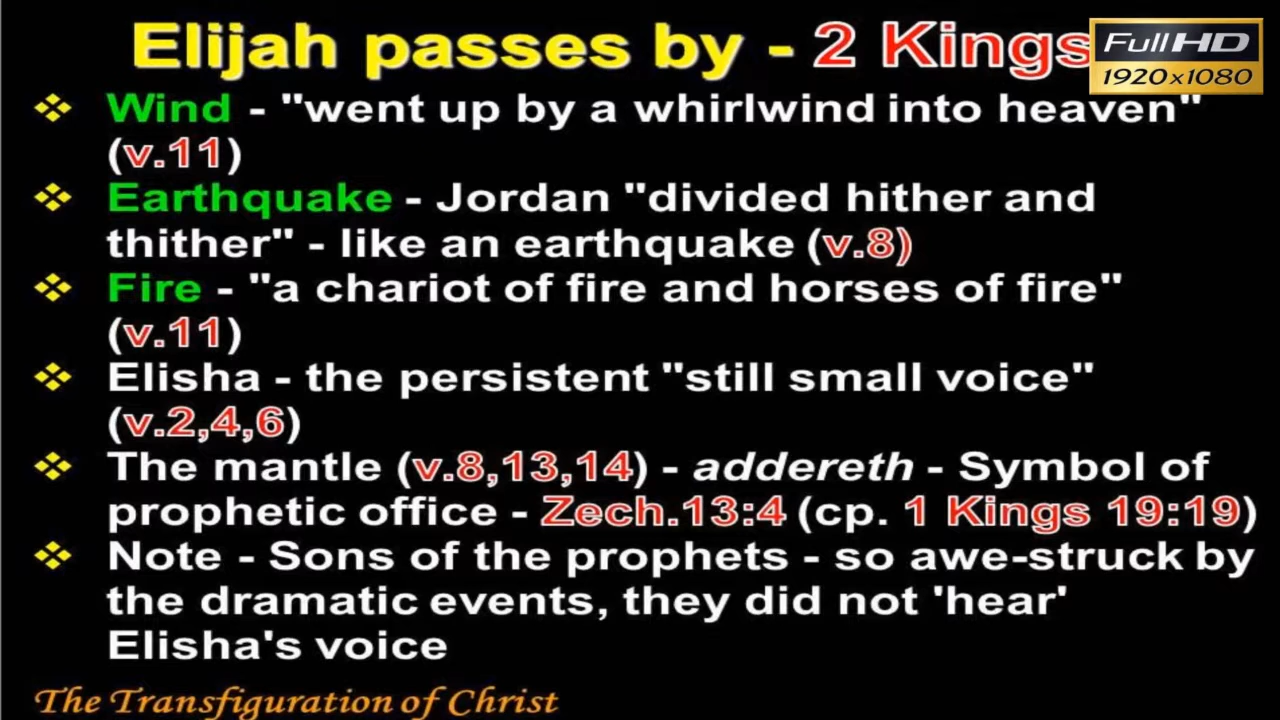 Elijah passes by - 2 Kings
Full HD
1920x1080
❖ Wind - "went up by a whirlwind into heaven"
(v.11)
❖ Earthquake - Jordan "divided hither and
thither" - like an earthquake (v.8)
❖ Fire - "a chariot of fire and horses of fire"
(v.11)
❖ Elisha - the persistent "still small voice"
(v.2,4,6)
❖ The mantle (v.8,13,14) - addereth - Symbol of
prophetic office - Zech.13:4 (cp. 1 Kings 19:19)
❖ Note - Sons of the prophets - so awe-struck by
the dramatic events, they did not 'hear'
Elisha's voice
The Transfiguration of Christ